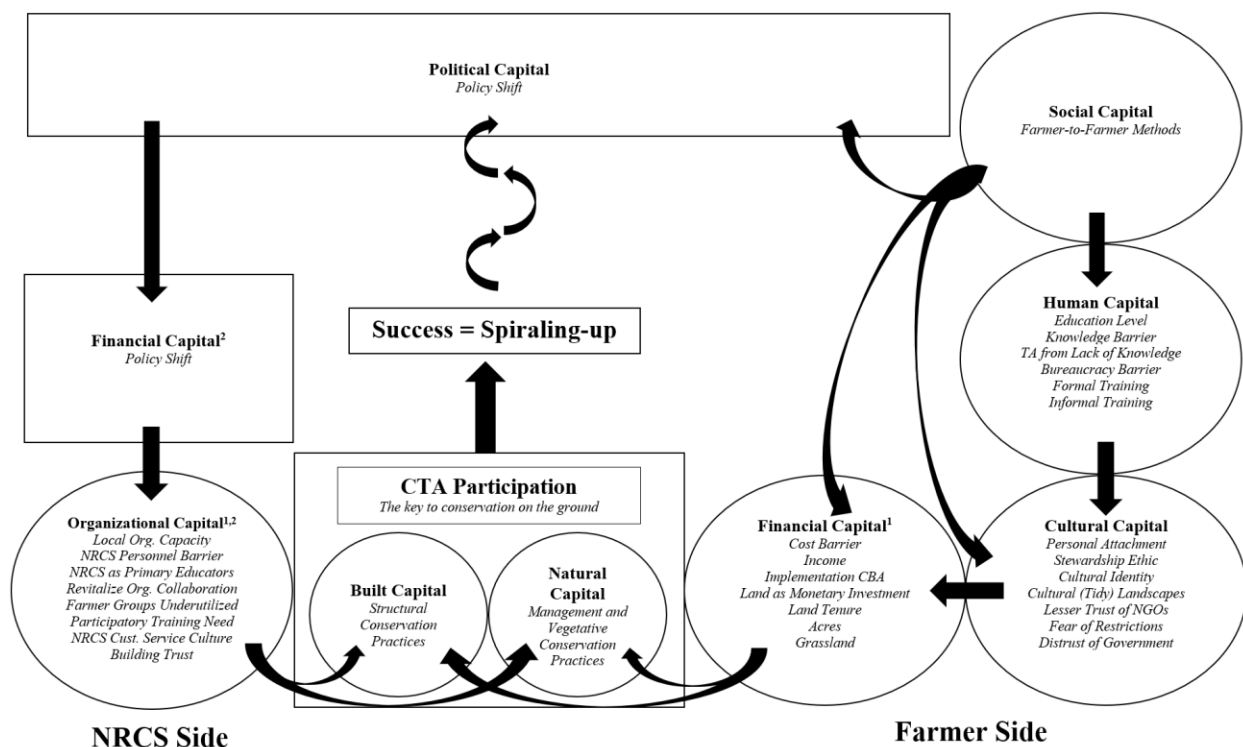 Political Capital
Policy Shift
Social Capital
Farmer-to-Farmer Methods
Financial Capital²
Policy Shift
Success = Spiraling-up
Human Capital
Education Level
Knowledge Barrier
TA from Lack of Knowledge
Bureaucracy Barrier
Formal Training
Informal Training
Organizational Capital¹,²
Local Org. Capacity
NRCS Personnel Barrier
NRCS as Primary Educators
Revitalize Org. Collaboration
Farmer Groups Underutilized
Participatory Training Need
NRCS Cust. Service Culture
Building Trust
CTA Participation
The key to conservation on the ground
Built Capital
Structural
Conservation
Practices
Natural
Capital
Management and
Vegetative
Conservation
Practices
Financial Capital¹
Cost Barrier
Income
Implementation CBA
Land as Monetary Investment
Land Tenure
Acres
Grassland
Cultural Capital
Personal Attachment
Stewardship Ethic
Cultural Identity
Cultural (Tidy) Landscapes
Lesser Trust of NGOs
Fear of Restrictions
Distrust of Government
NRCS Side
Farmer Side